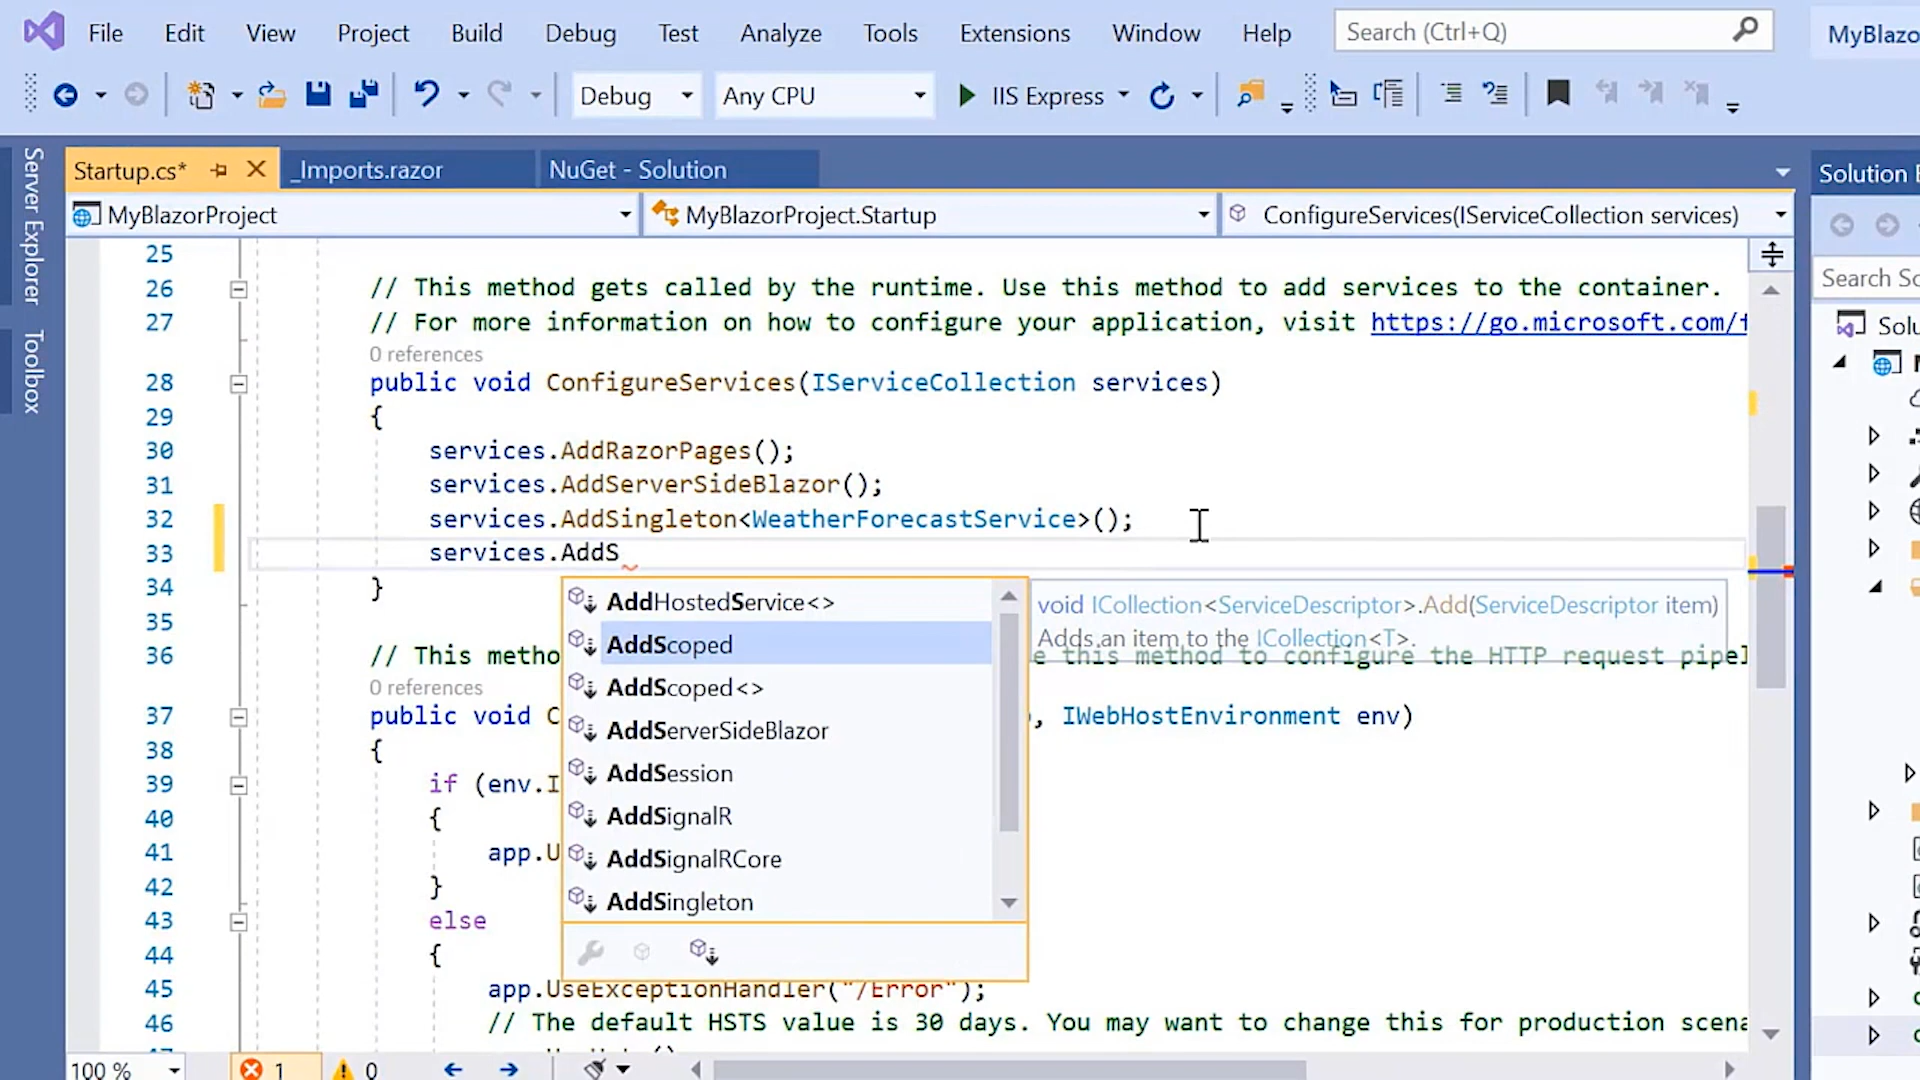 File Edit View Project Build Debug Test Analyze Tools Extensions Window Help Search (Ctrl+Q) MyBlazo
Debug Any CPU IIS Express
Server Explorer
Toolbox
Startup.cs* _Imports.razor NuGet - Solution
Solution E
MyBlazorProject MyBlazorProject.Startup ConfigureServices(IServiceCollection services)
Search So
Solu
25
26 // This method gets called by the runtime. Use this method to add services to the container.
27 // For more information on how to configure your application, visit https://go.microsoft.com/f
0 references
28 public void ConfigureServices(IServiceCollection services)
29 {
30 services.AddRazorPages();
31 services.AddServerSideBlazor();
32 services.AddSingleton<WeatherForecastService>();
33 services.AddS
34 }
AddHostedService<>
AddScoped
AddScoped<>
AddServerSideBlazor
AddSession
AddSignalR
AddSignalRCore
AddSingleton
void ICollection<ServiceDescriptor>.Add(ServiceDescriptor item)
Adds an item to the ICollection<T>.
35
36 // This metho e this method to configure the HTTP request pipel
0 references
37 public void C , IWebHostEnvironment env)
38 {
39 if (env.I
40 {
41 app.U
42 }
43 else
44 {
45 app.UseExceptionHandler("/Error");
46 // The default HSTS value is 30 days. You may want to change this for production scena
100 % 1 0